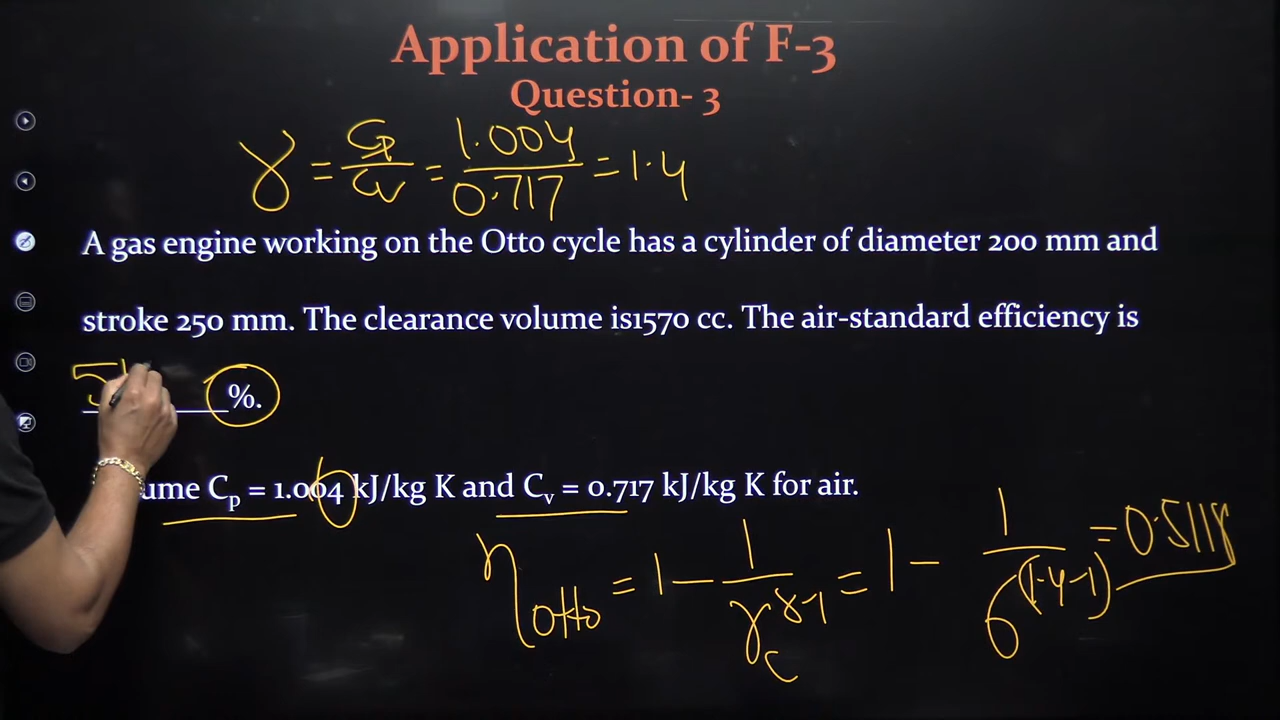 Application of F-3
Question- 3
γ = Cp/Cv = 1.004/0.717 = 1.4
A gas engine working on the Otto cycle has a cylinder of diameter 200 mm and
stroke 250 mm. The clearance volume is1570 cc. The air-standard efficiency is
%.
ume Cp = 1.004 kJ/kg K and Cv = 0.717 kJ/kg K for air.
η Otto = 1 - 1/γc^γ-1 = 1 - 1/6^(1.4-1) = 0.5118